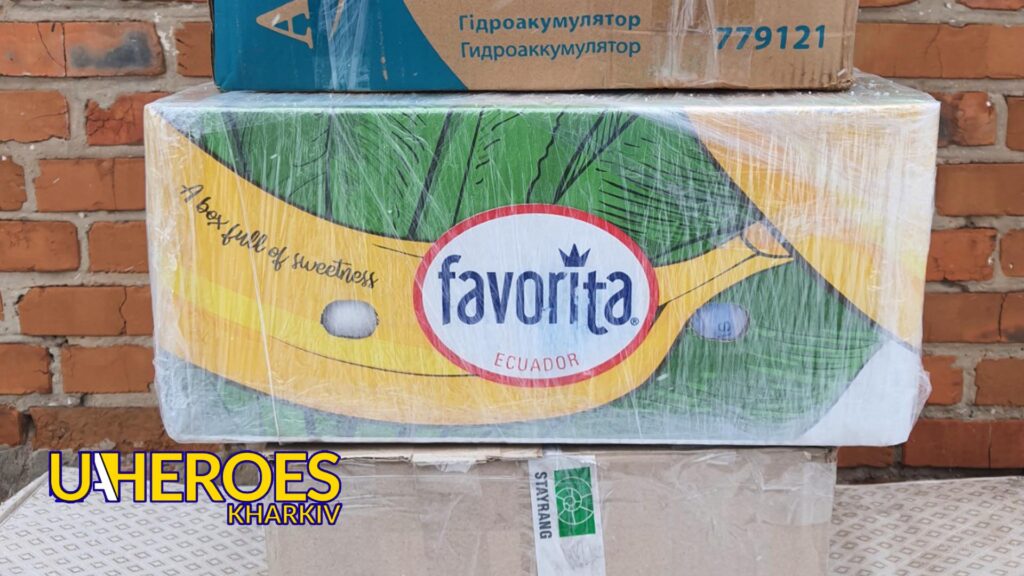 Гідроакумулятор
Гидроаккумулятор
779121
A box full of sweetness
favorita®
ECUADOR
STAYRANG
UAHEROES
KHARKIV